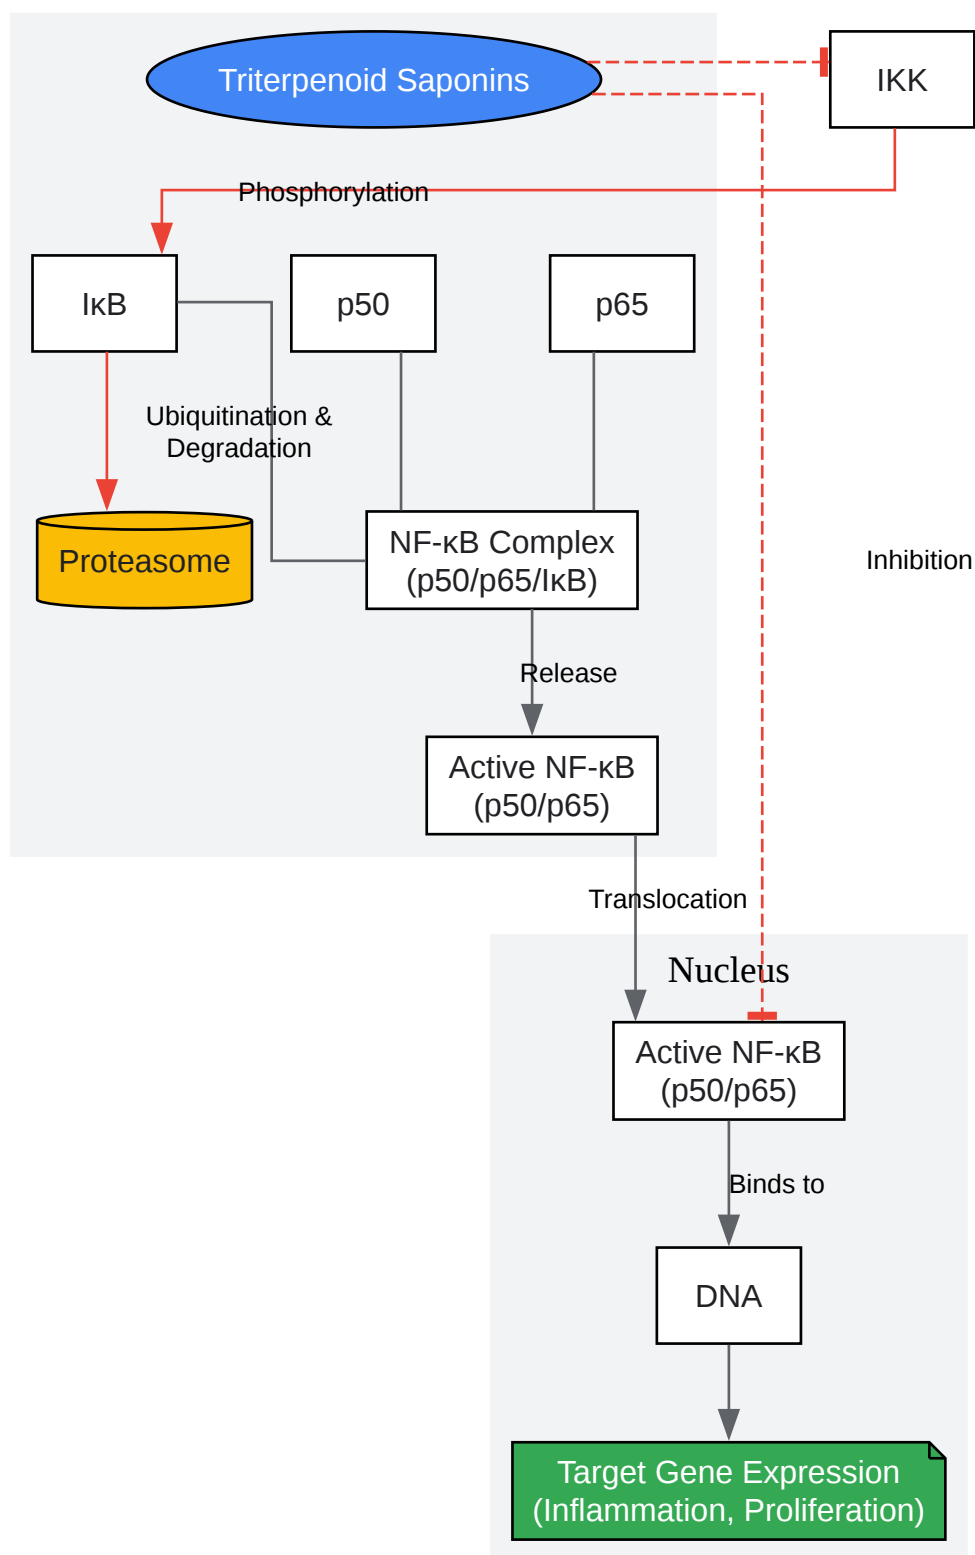 Triterpenoid Saponins
IKK
Phosphorylation
IκB
p50
p65
Ubiquitination &
Degradation
Proteasome
NF-κB Complex
(p50/p65/IκB)
Inhibition
Release
Active NF-κB
(p50/p65)
Translocation
Nucleus
Active NF-κB
(p50/p65)
Binds to
DNA
Target Gene Expression
(Inflammation, Proliferation)